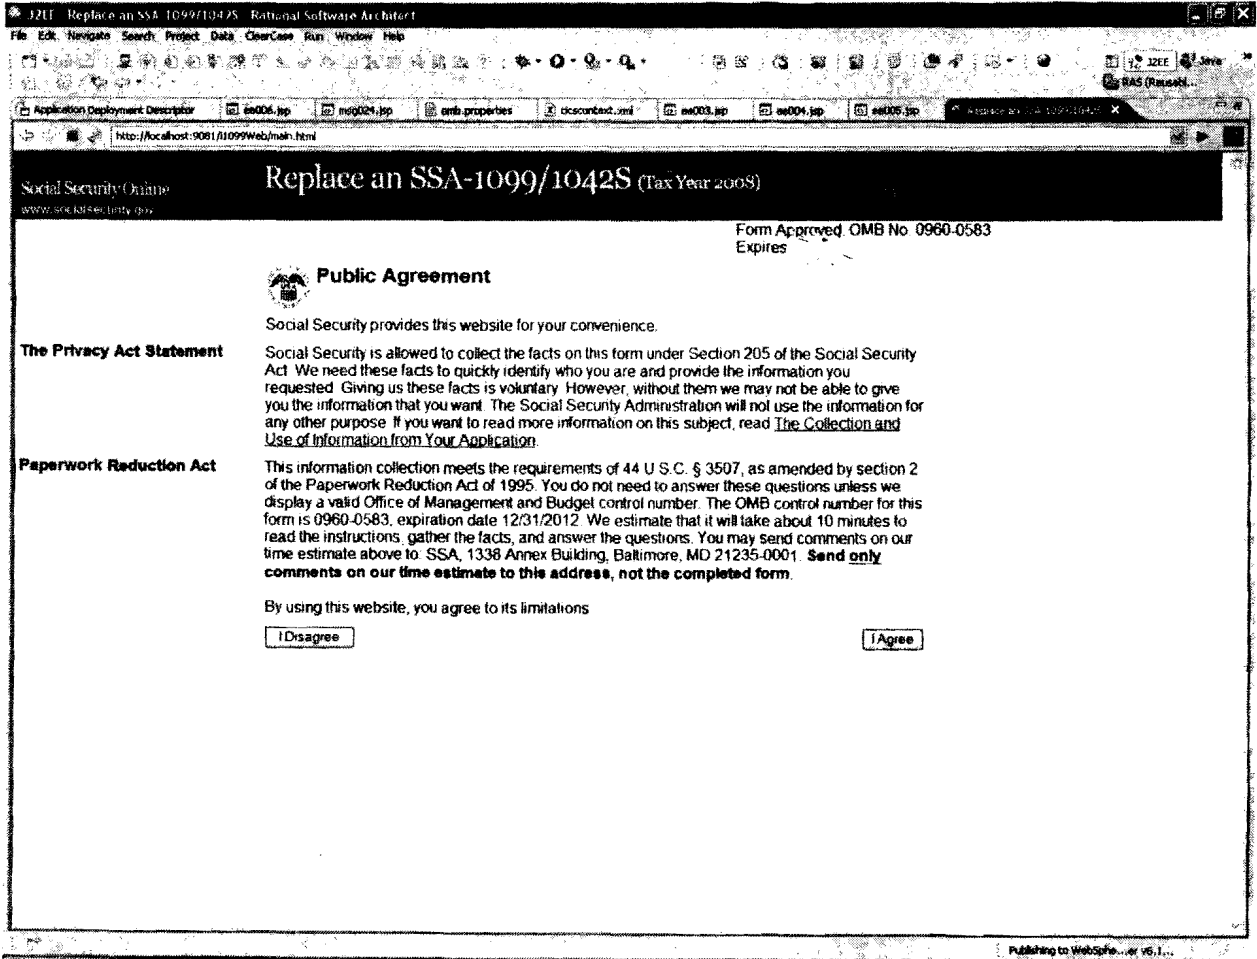 J2EE Replace an SSA-1099/1042S Rational Software Architect
File Edit Navigate Search Project Data ClearCase Run Window Help
J2EE Java
RAS (Reusabl...
Application Deployment Descriptor ee006.jsp msg024.jsp emb.properties cicscontext.xml ee003.jsp ee004.jsp ee005.jsp Replace an SSA-1099/1042S
http://localhost:9081/I1099Web/main.html
Social Security Online
www.socialsecurity.gov
Replace an SSA-1099/1042S (Tax Year 2008)
Form Approved. OMB No. 0960-0583
Expires
Public Agreement
Social Security provides this website for your convenience.
The Privacy Act Statement
Social Security is allowed to collect the facts on this form under Section 205 of the Social Security
Act. We need these facts to quickly identify who you are and provide the information you
requested. Giving us these facts is voluntary. However, without them we may not be able to give
you the information that you want. The Social Security Administration will not use the information for
any other purpose. If you want to read more information on this subject, read The Collection and
Use of Information from Your Application.
Paperwork Reduction Act
This information collection meets the requirements of 44 U.S.C. § 3507, as amended by section 2
of the Paperwork Reduction Act of 1995. You do not need to answer these questions unless we
display a valid Office of Management and Budget control number. The OMB control number for this
form is 0960-0583, expiration date 12/31/2012. We estimate that it will take about 10 minutes to
read the instructions, gather the facts, and answer the questions. You may send comments on our
time estimate above to: SSA, 1338 Annex Building, Baltimore, MD 21235-0001. Send only
comments on our time estimate to this address, not the completed form.
By using this website, you agree to its limitations
I Disagree
I Agree
Publishing to WebSphe...er v6.1...